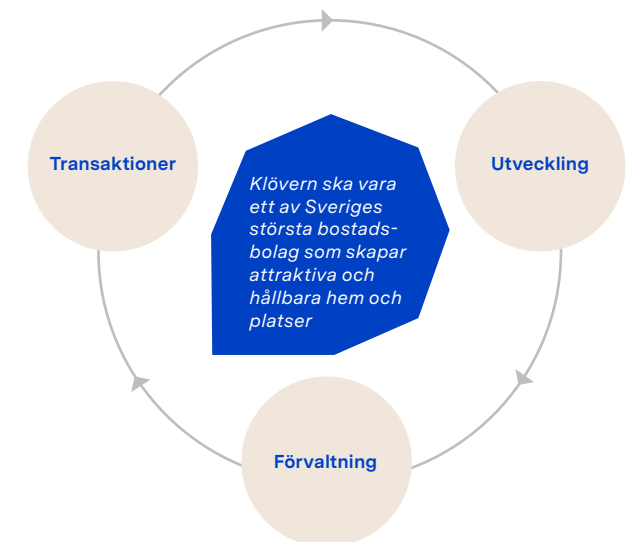 Transaktioner
Utveckling
Klövern ska vara
ett av Sveriges
största bostads-
bolag som skapar
attraktiva och
hållbara hem och
platser
Förvaltning